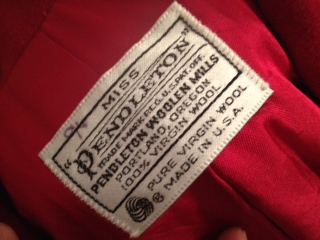 MISS
"PENDLETON"
TRADE MARK REG. U.S. PAT. OFF.
PENDLETON WOOLEN MILLS
PORTLAND, OREGON
100% VIRGIN WOOL
PURE VIRGIN WOOL
® MADE IN U.S.A.